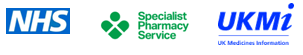 NHS
Specialist
Pharmacy
Service
UKMi
UK Medicines Information